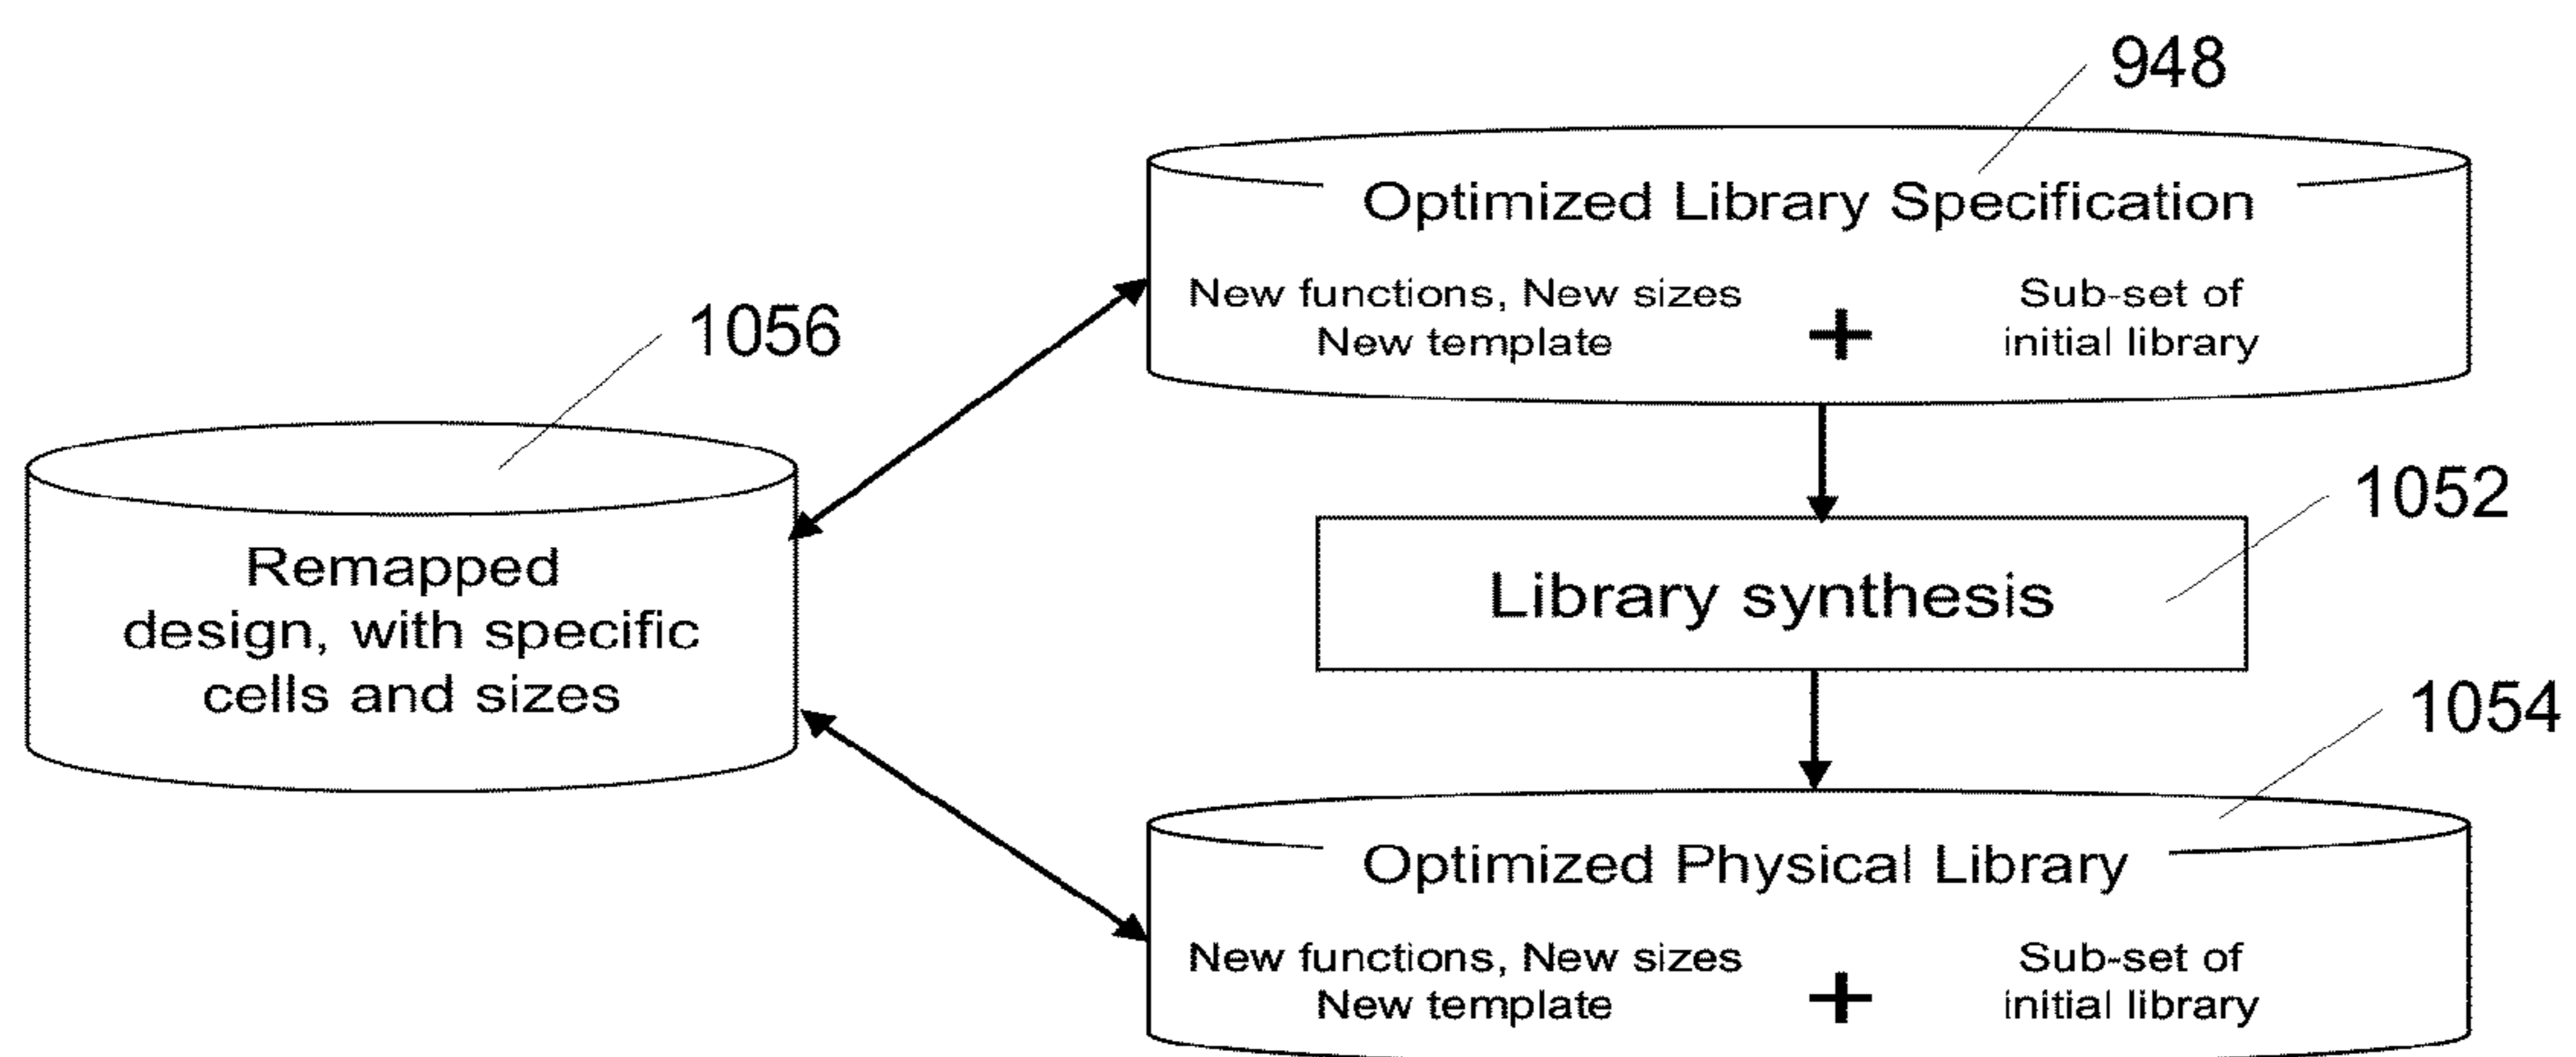 948
Optimized Library Specification
New functions, New sizes
New template
+
Sub-set of
initial library
1056
Remapped
design, with specific
cells and sizes
1052
Library synthesis
1054
Optimized Physical Library
New functions, New sizes
New template
+
Sub-set of
initial library